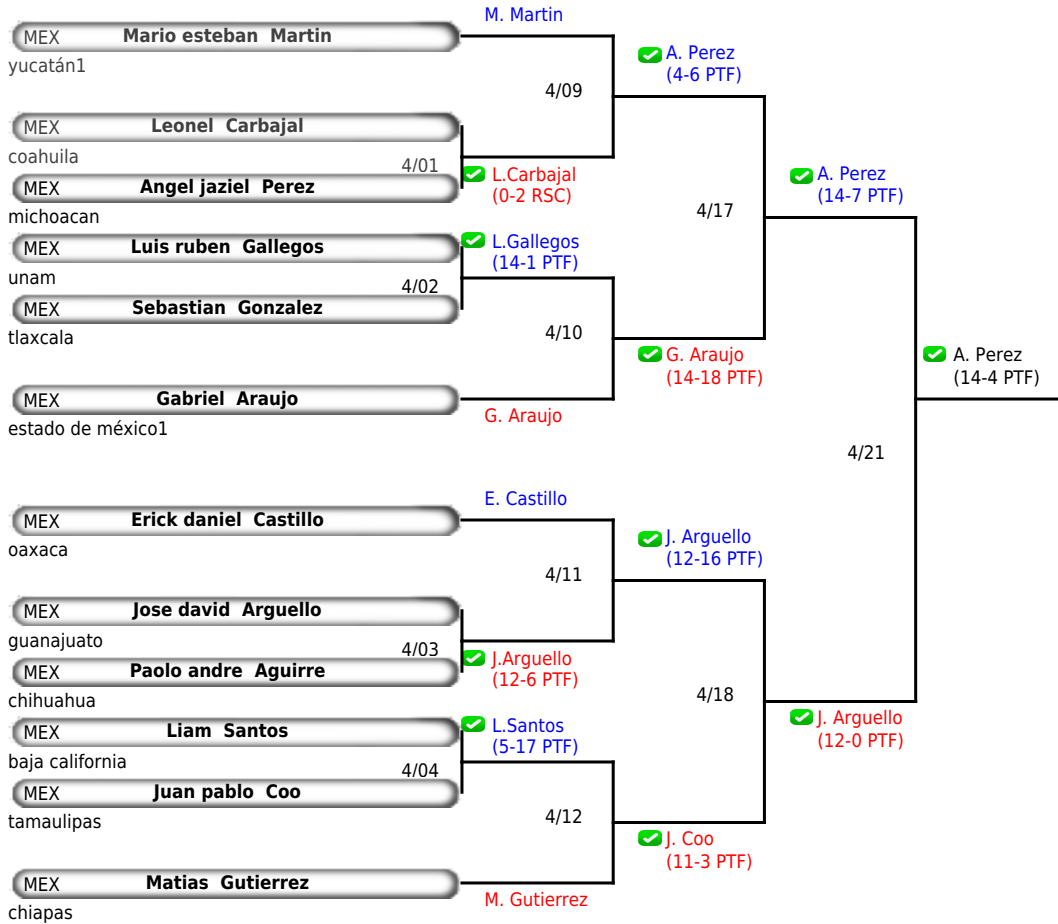 M. Martin
MEX Mario esteban Martin
yucatán1
A. Perez
(4-6 PTF)
4/09
MEX Leonel Carbajal
coahuila
4/01
L.Carbajal
(0-2 RSC)
MEX Angel jaziel Perez
michoacan
A. Perez
(14-7 PTF)
4/17
MEX Luis ruben Gallegos
unam
L.Gallegos
(14-1 PTF)
4/02
MEX Sebastian Gonzalez
tlaxcala
4/10
G. Araujo
(14-18 PTF)
A. Perez
(14-4 PTF)
MEX Gabriel Araujo
estado de méxico1
G. Araujo
4/21
E. Castillo
MEX Erick daniel Castillo
oaxaca
J. Arguello
(12-16 PTF)
4/11
MEX Jose david Arguello
guanajuato
4/03
J.Arguello
(12-6 PTF)
MEX Paolo andre Aguirre
chihuahua
4/18
MEX Liam Santos
baja california
L.Santos
(5-17 PTF)
J. Arguello
(12-0 PTF)
4/04
MEX Juan pablo Coo
tamaulipas
4/12
J. Coo
(11-3 PTF)
MEX Matias Gutierrez
chiapas
M. Gutierrez